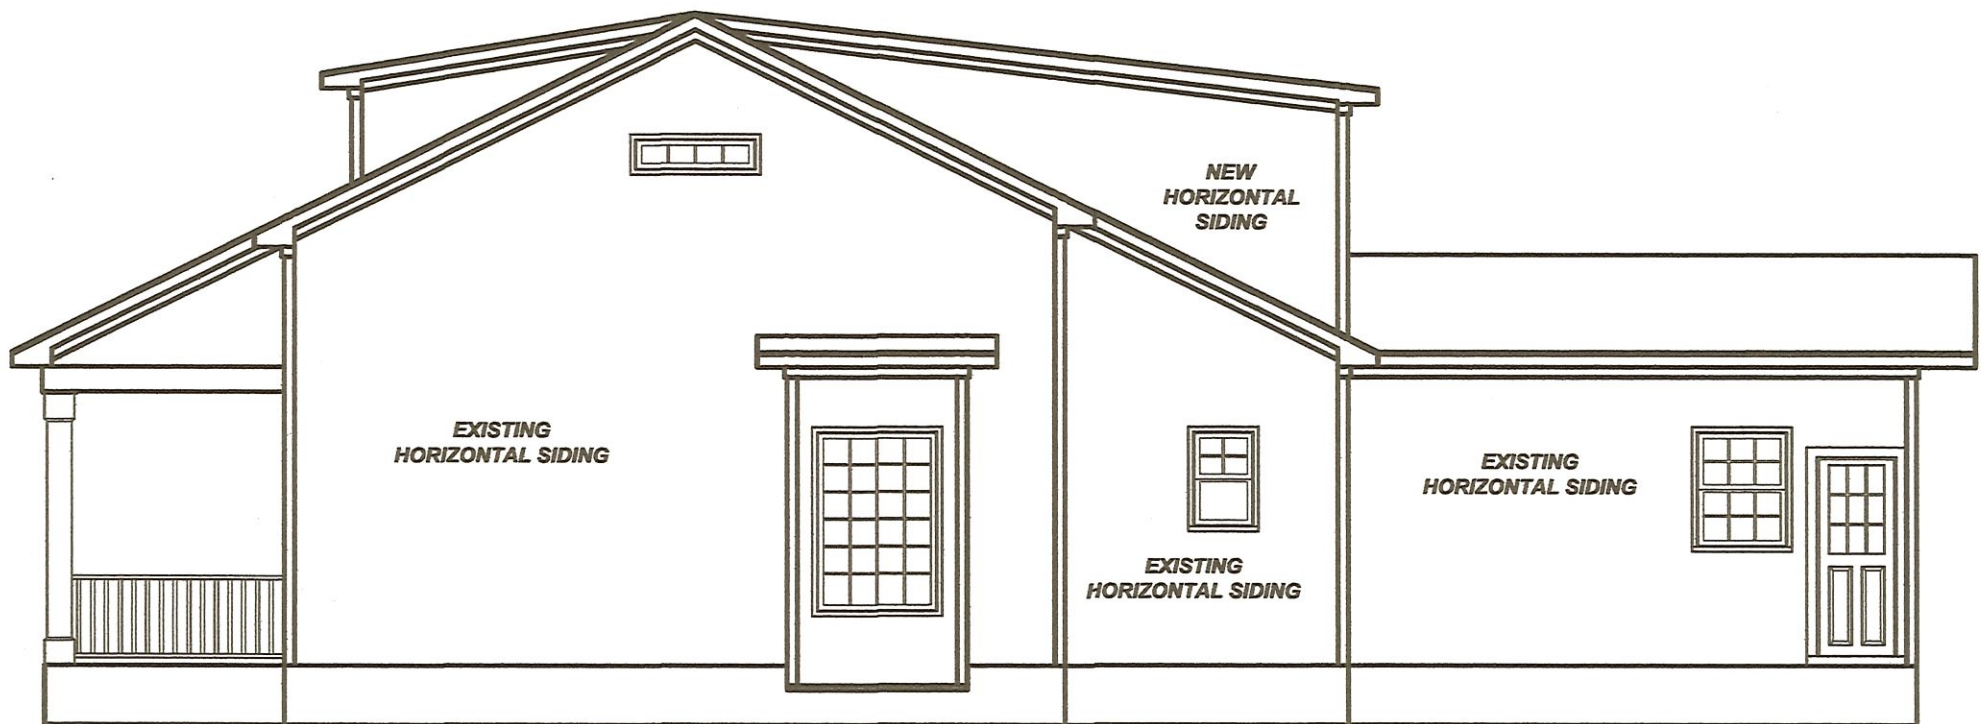 NEW
HORIZONTAL
SIDING
EXISTING
HORIZONTAL SIDING
EXISTING
HORIZONTAL SIDING
EXISTING
HORIZONTAL SIDING